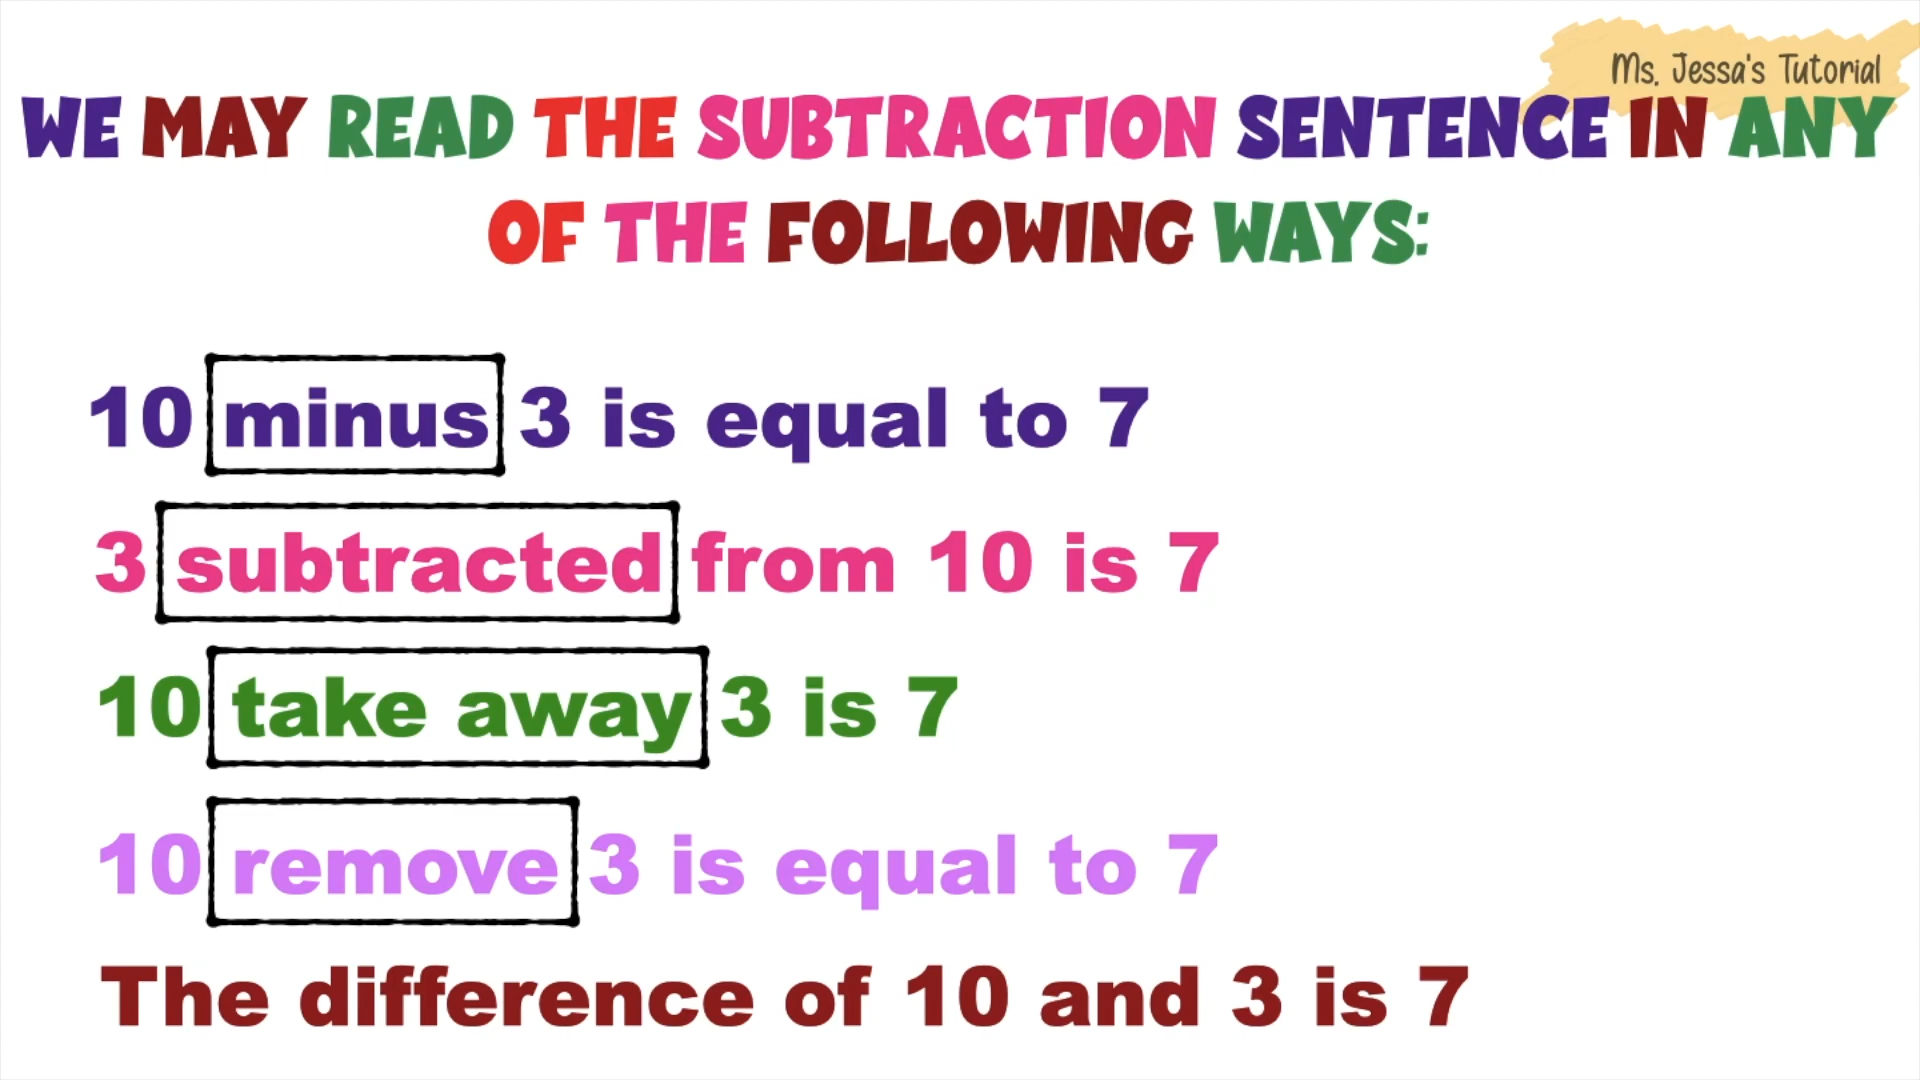 Ms. Jessa's Tutorial
WE MAY READ THE SUBTRACTION SENTENCE IN ANY
OF THE FOLLOWING WAYS:
10 minus 3 is equal to 7
3 subtracted from 10 is 7
10 take away 3 is 7
10 remove 3 is equal to 7
The difference of 10 and 3 is 7